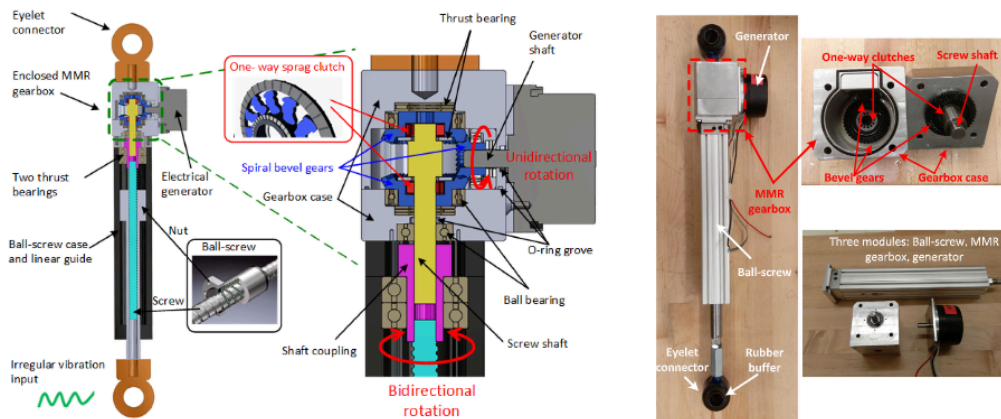 Eyelet
connector
Enclosed MMR
gearbox
Two thrust
bearings
Electrical
generator
Ball-screw case
and linear guide
Nut
Ball-screw
Screw
Irregular vibration
input
One- way sprag clutch
Spiral bevel gears
Gearbox case
Thrust bearing
Generator
shaft
Unidirectional
rotation
O-ring grove
Ball bearing
Shaft coupling
Screw shaft
Bidirectional
rotation
Generator
MMR
gearbox
Ball-screw
Eyelet
connector
Rubber
buffer
One-way clutches
Screw shaft
Bevel gears
Gearbox case
Three modules: Ball-screw, MMR
gearbox, generator